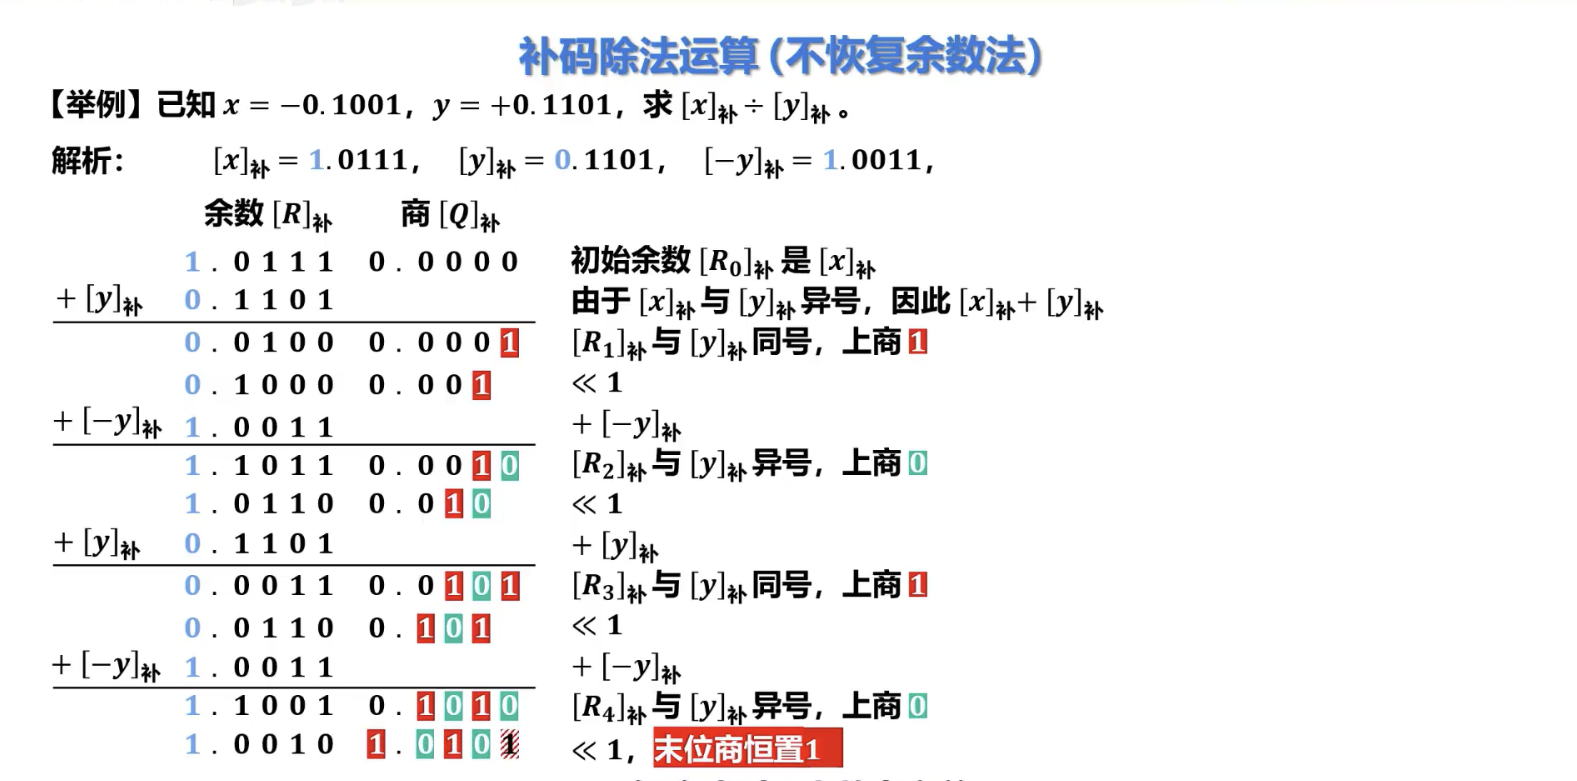 补码除法运算(不恢复余数法)
【举例】已知 x = −0.1001, y = +0.1101, 求 [x]补 ÷ [y]补 。
解析: [x]补 = 1.0111, [y]补 = 0.1101, [−y]补 = 1.0011,
余数 [R]补 商 [Q]补
1.0111 0.0000 初始余数 [R0]补 是 [x]补
+ [y]补 0.1101 由于 [x]补 与 [y]补 异号, 因此 [x]补 + [y]补
0.0100 0.0001 [R1]补 与 [y]补 同号, 上商 1
0.1000 0.001 ≪ 1
+ [−y]补 1.0011 + [−y]补
1.1011 0.0010 [R2]补 与 [y]补 异号, 上商 0
1.0110 0.010 ≪ 1
+ [y]补 0.1101 + [y]补
0.0011 0.0101 [R3]补 与 [y]补 同号, 上商 1
0.0110 0.101 ≪ 1
+ [−y]补 1.0011 + [−y]补
1.1001 0.1010 [R4]补 与 [y]补 异号, 上商 0
1.0010 1.0101 ≪ 1, 末位商恒置1